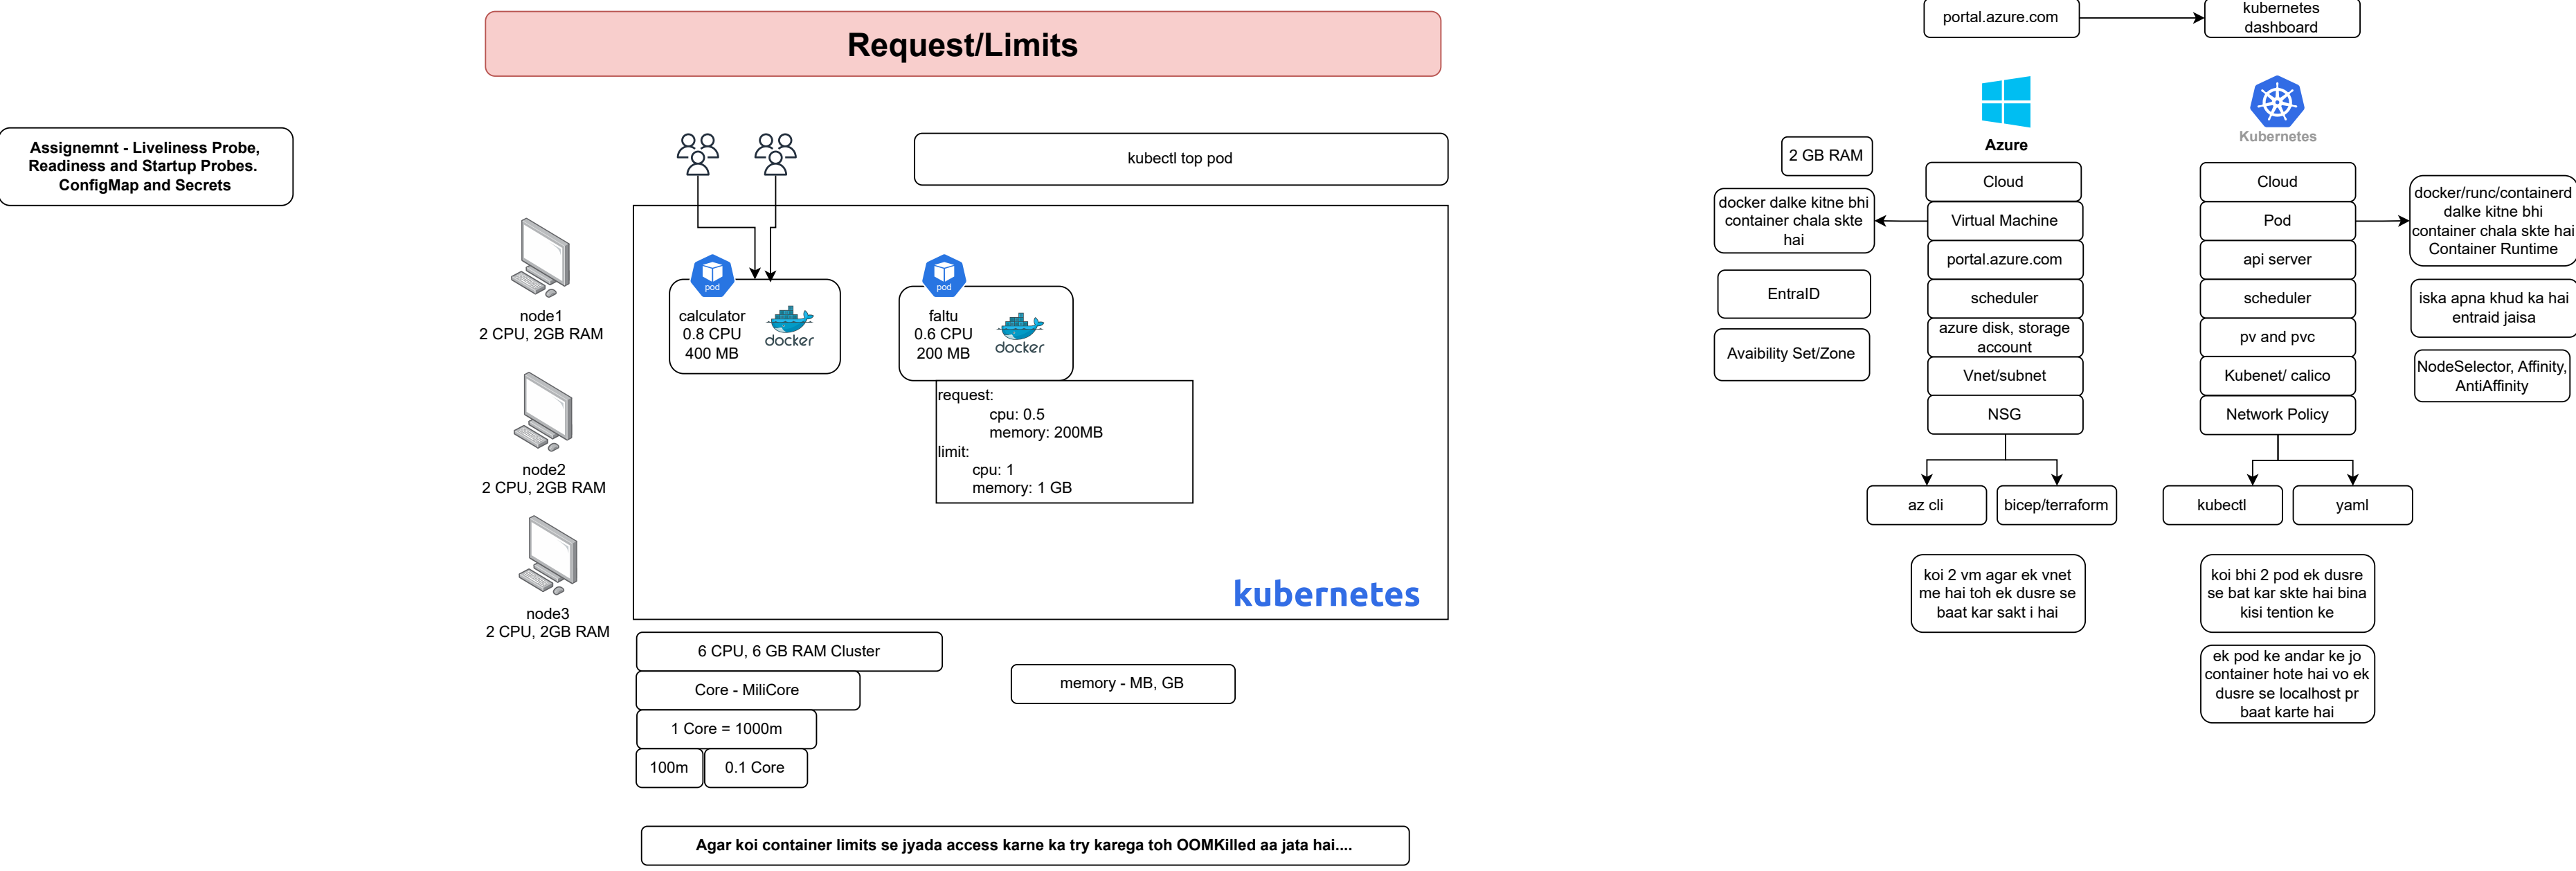 Request/Limits
Assignemnt - Liveliness Probe,
Readiness and Startup Probes.
ConfigMap and Secrets
kubectl top pod
node1
2 CPU, 2GB RAM
node2
2 CPU, 2GB RAM
node3
2 CPU, 2GB RAM
pod
calculator
0.8 CPU
400 MB
docker
pod
faltu
0.6 CPU
200 MB
docker
request:
cpu: 0.5
memory: 200MB
limit:
cpu: 1
memory: 1 GB
kubernetes
6 CPU, 6 GB RAM Cluster
Core - MiliCore
1 Core = 1000m
100m
0.1 Core
memory - MB, GB
Agar koi container limits se jyada access karne ka try karega toh OOMKilled aa jata hai....
portal.azure.com
kubernetes
dashboard
Azure
Kubernetes
2 GB RAM
docker dalke kitne bhi
container chala skte
hai
EntraID
Avaibility Set/Zone
Cloud
Virtual Machine
portal.azure.com
scheduler
azure disk, storage
account
Vnet/subnet
NSG
az cli
bicep/terraform
koi 2 vm agar ek vnet
me hai toh ek dusre se
baat kar sakt i hai
Cloud
Pod
api server
scheduler
pv and pvc
Kubenet/ calico
Network Policy
kubectl
yaml
docker/runc/containerd
dalke kitne bhi
container chala skte hai
Container Runtime
iska apna khud ka hai
entraid jaisa
NodeSelector, Affinity,
AntiAffinity
koi bhi 2 pod ek dusre
se bat kar skte hai bina
kisi tention ke
ek pod ke andar ke jo
container hote hai vo ek
dusre se localhost pr
baat karte hai